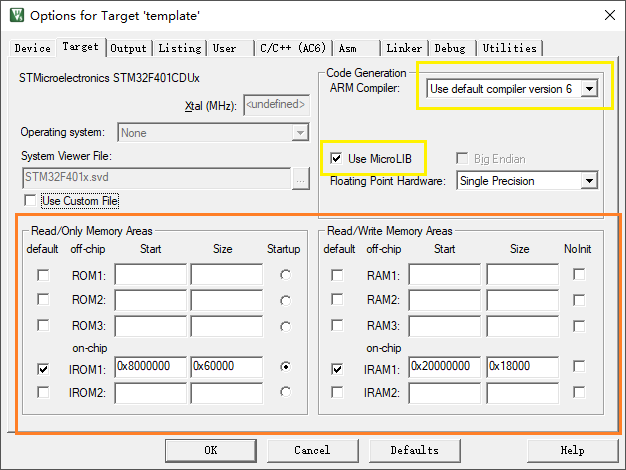 Options for Target 'template'
Device Target Output Listing User C/C++ (AC6) Asm Linker Debug Utilities
STMicroelectronics STM32F401CDUx
Xtal (MHz): <undefined>
Operating system: None
System Viewer File:
STM32F401x.svd ...
Use Custom File
Code Generation
ARM Compiler: Use default compiler version 6
Use MicroLIB Big Endian
Floating Point Hardware: Single Precision
Read/Only Memory Areas
default off-chip Start Size Startup
ROM1:
ROM2:
ROM3:
on-chip
IROM1: 0x8000000 0x60000
IROM2:
Read/Write Memory Areas
default off-chip Start Size NoInit
RAM1:
RAM2:
RAM3:
on-chip
IRAM1: 0x20000000 0x18000
IRAM2:
OK Cancel Defaults Help